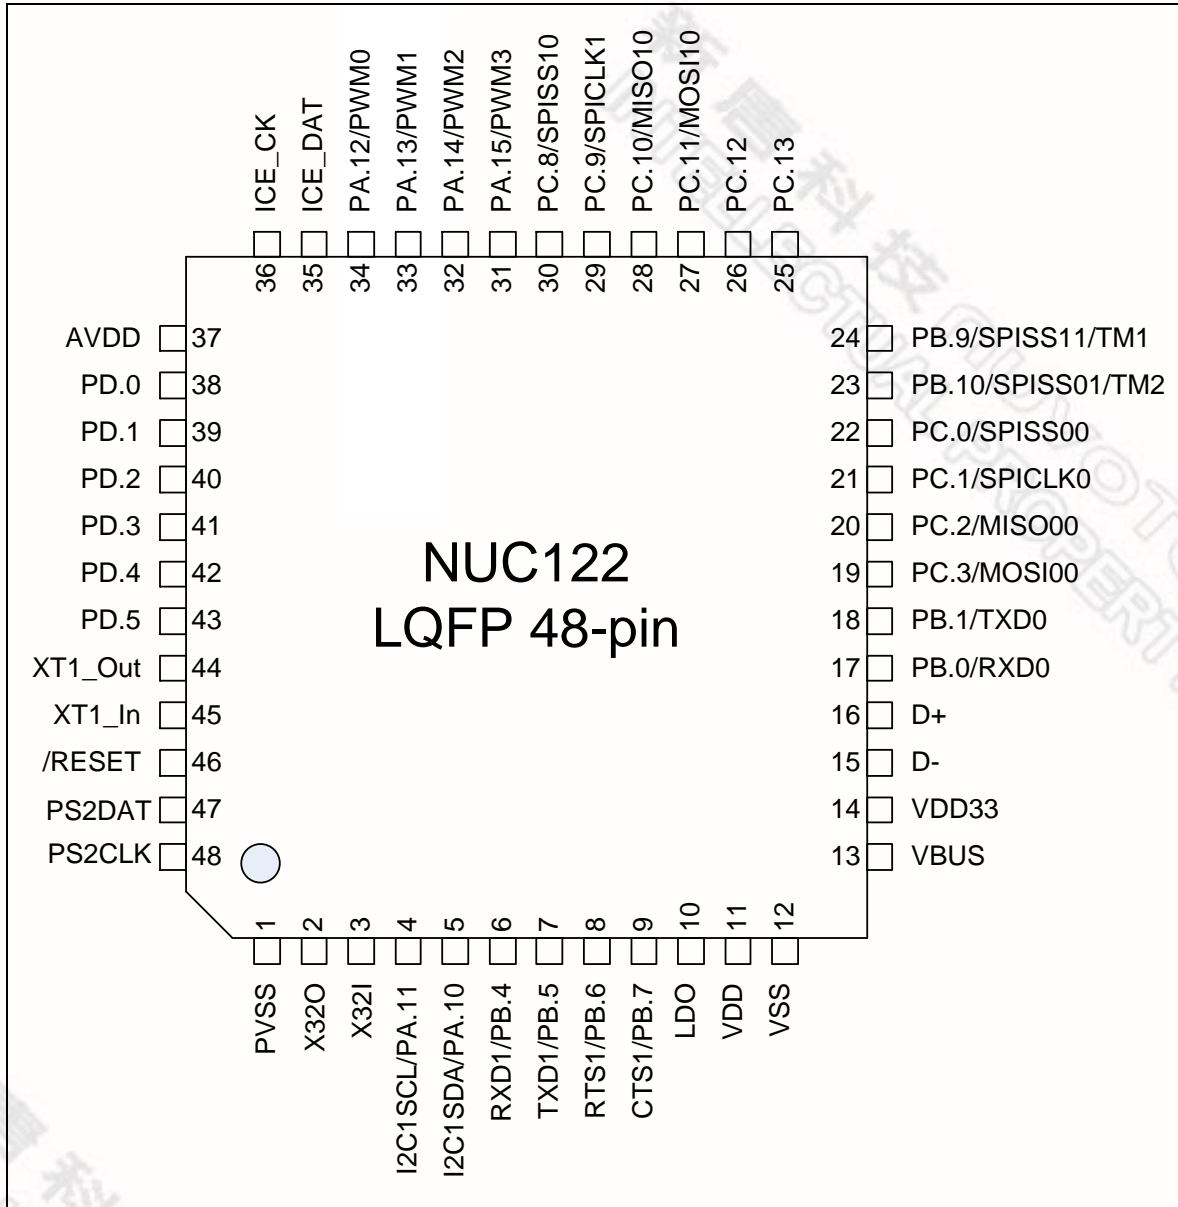 ICE_CK
ICE_DAT
PA.12/PWM0
PA.13/PWM1
PA.14/PWM2
PA.15/PWM3
PC.8/SPISS10
PC.9/SPICLK1
PC.10/MISO10
PC.11/MOSI10
PC.12
PC.13
36
35
34
33
32
31
30
29
28
27
26
25
AVDD 37
PD.0 38
PD.1 39
PD.2 40
PD.3 41
PD.4 42
PD.5 43
XT1_Out 44
XT1_In 45
/RESET 46
PS2DAT 47
PS2CLK 48
NUC122
LQFP 48-pin
24 PB.9/SPISS11/TM1
23 PB.10/SPISS01/TM2
22 PC.0/SPISS00
21 PC.1/SPICLK0
20 PC.2/MISO00
19 PC.3/MOSI00
18 PB.1/TXD0
17 PB.0/RXD0
16 D+
15 D-
14 VDD33
13 VBUS
1
2
3
4
5
6
7
8
9
10
11
12
PVSS
X32O
X32I
I2C1SCL/PA.11
I2C1SDA/PA.10
RXD1/PB.4
TXD1/PB.5
RTS1/PB.6
CTS1/PB.7
LDO
VDD
VSS
新唐科技
INTELLECTUAL PROPERT
唐科